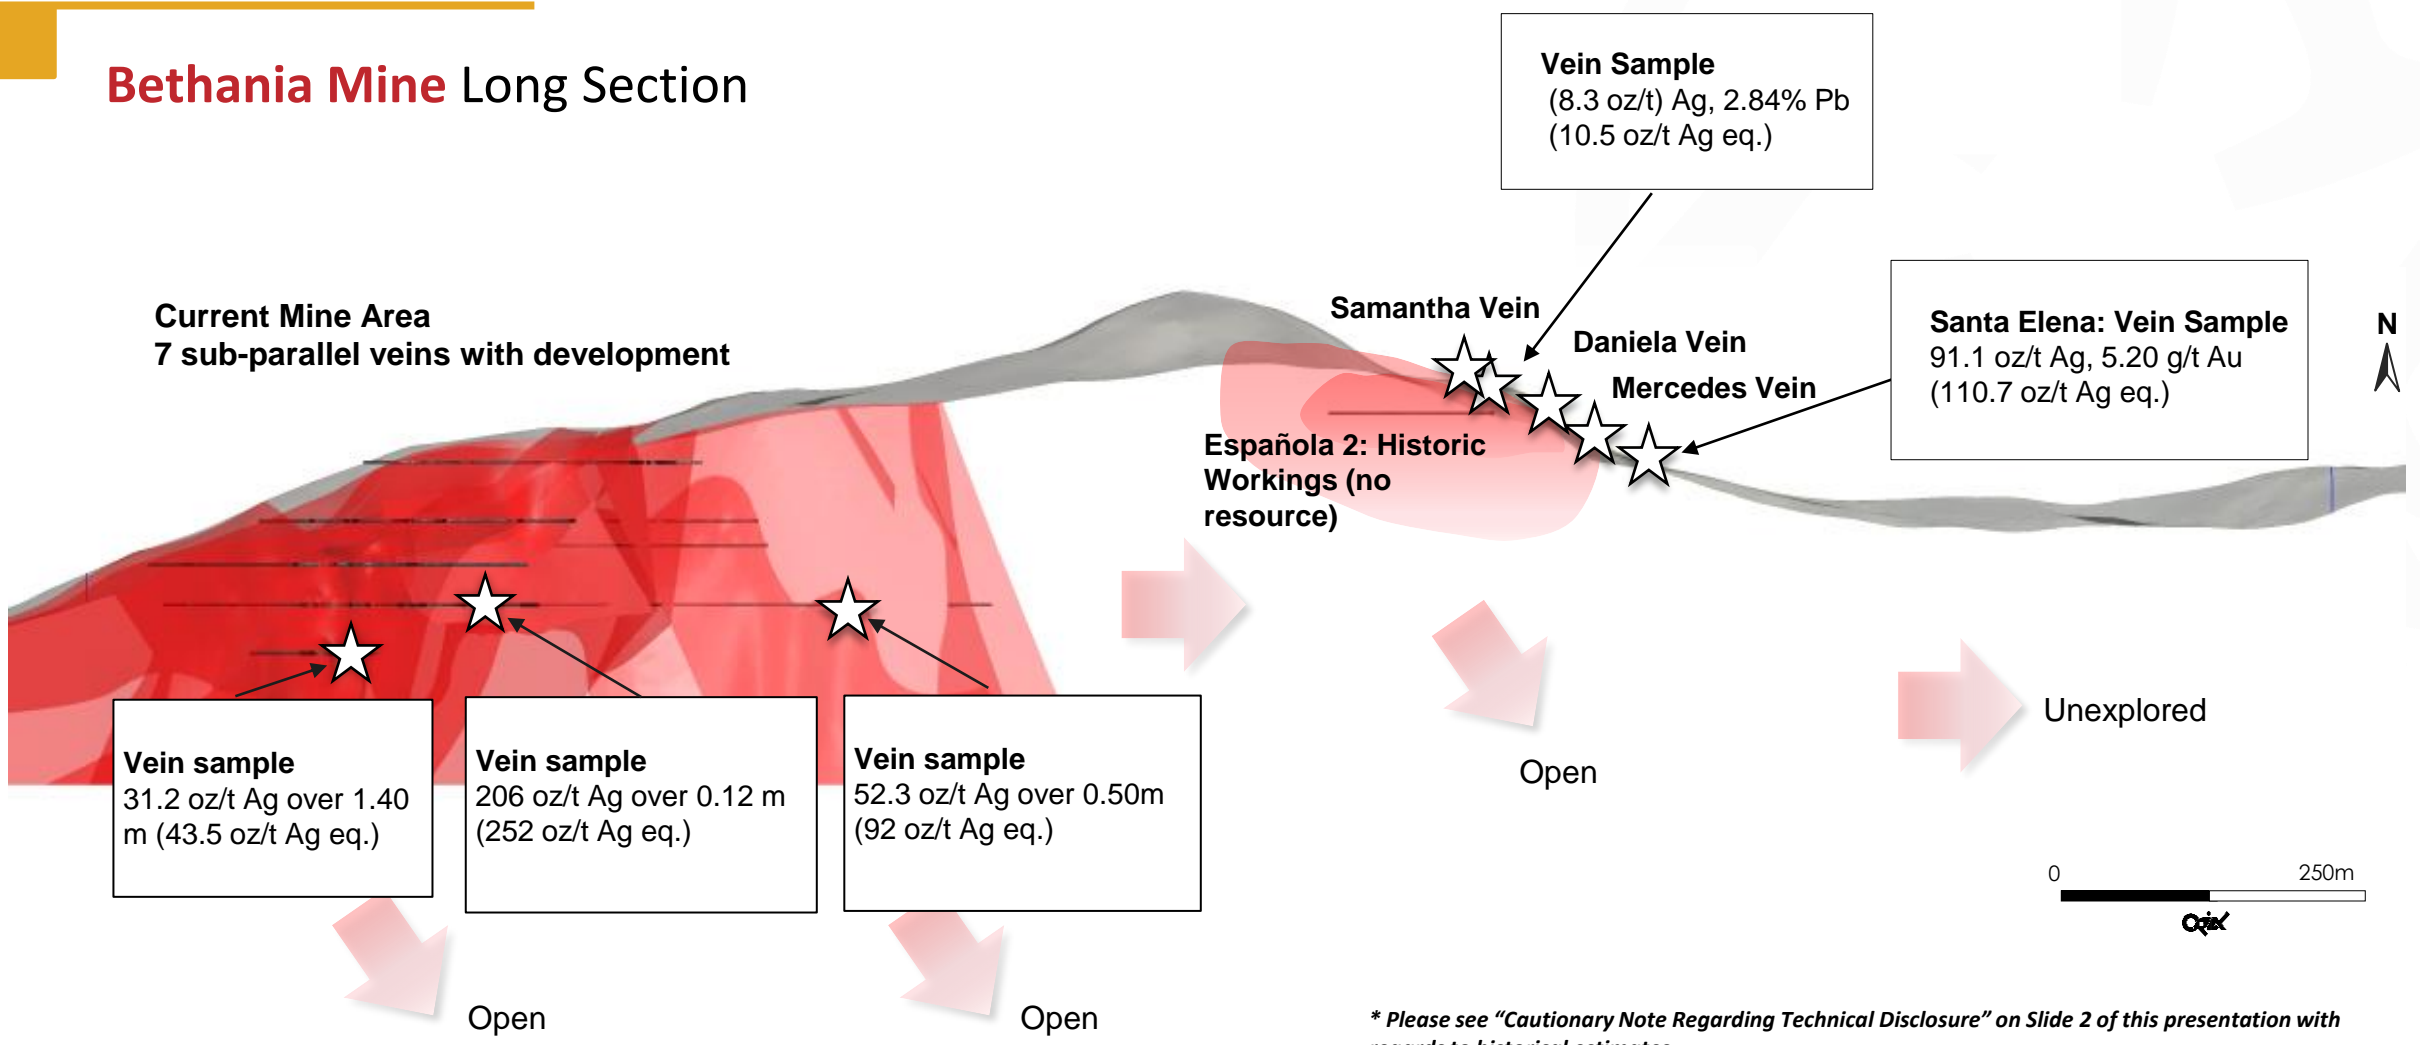 Bethania Mine Long Section
Vein Sample
(8.3 oz/t) Ag, 2.84% Pb
(10.5 oz/t Ag eq.)
Current Mine Area
7 sub-parallel veins with development
Samantha Vein
Daniela Vein
Mercedes Vein
Santa Elena: Vein Sample
91.1 oz/t Ag, 5.20 g/t Au
(110.7 oz/t Ag eq.)
N
Española 2: Historic
Workings (no
resource)
Vein sample
31.2 oz/t Ag over 1.40
m (43.5 oz/t Ag eq.)
Vein sample
206 oz/t Ag over 0.12 m
(252 oz/t Ag eq.)
Vein sample
52.3 oz/t Ag over 0.50m
(92 oz/t Ag eq.)
Unexplored
Open
0 250m
Open
Open
* Please see “Cautionary Note Regarding Technical Disclosure” on Slide 2 of this presentation with